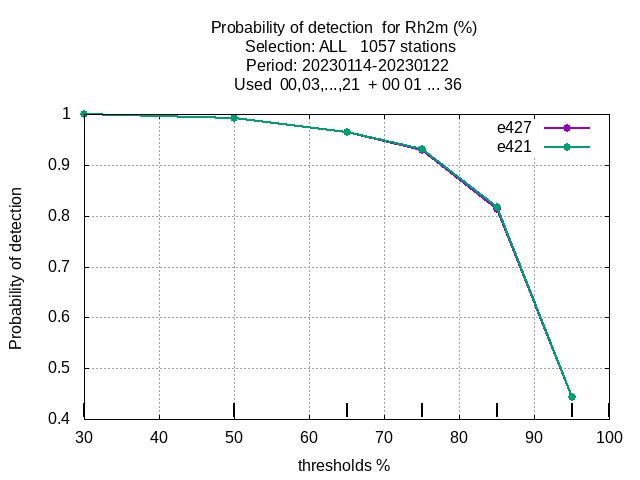 Probability of detection  for Rh2m (%)
Selection: ALL   1057 stations
Period: 20230114-20230122
Used  00,03,...,21  + 00 01 ... 36
e427
e421
1
0.9
0.8
0.7
0.6
0.5
0.4
Probability of detection
30 40 50 60 70 80 90 100
thresholds %